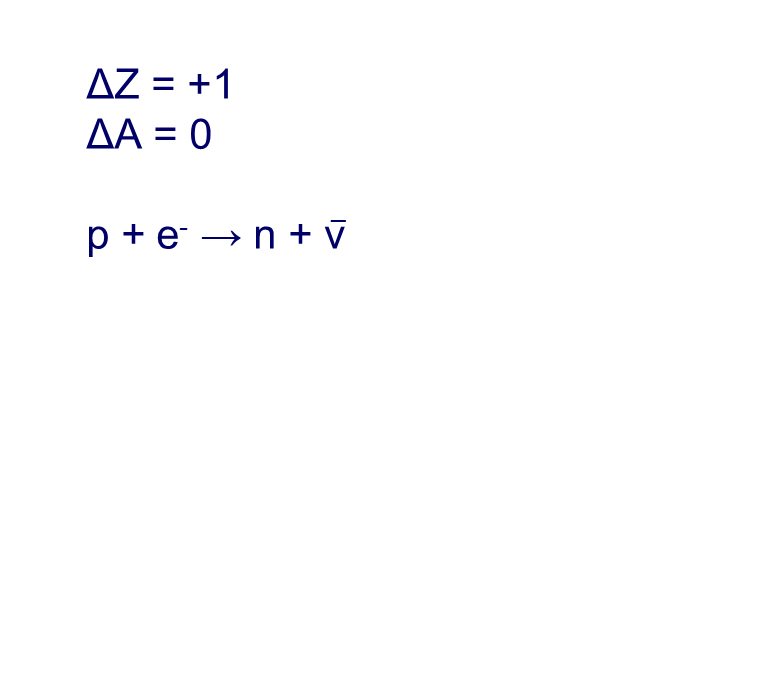 ΔZ = +1
ΔA = 0
p + e⁻ → n + v̄